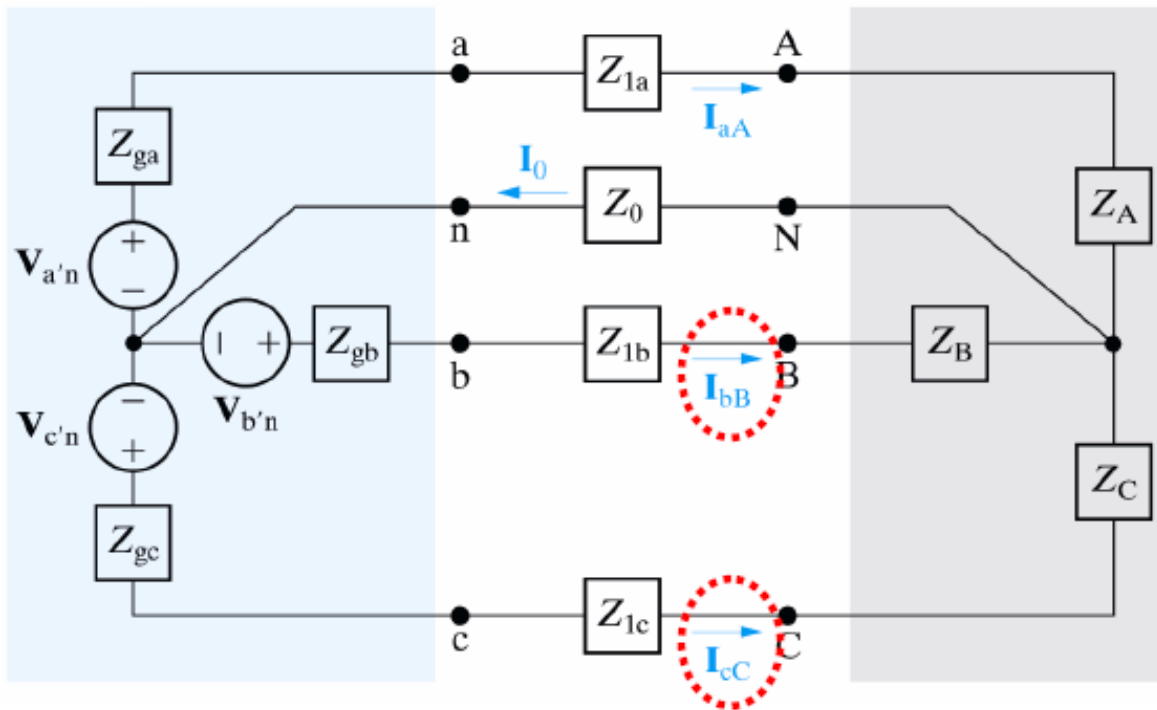 a
Z1a
A
IaA
Zga
I0
n
Z0
N
ZA
+
Va′n
−
− +
Zgb
Vb′n
b
Z1b
IbB
B
ZB
−
Vc′n
+
Zgc
ZC
c
Z1c
IcC
C